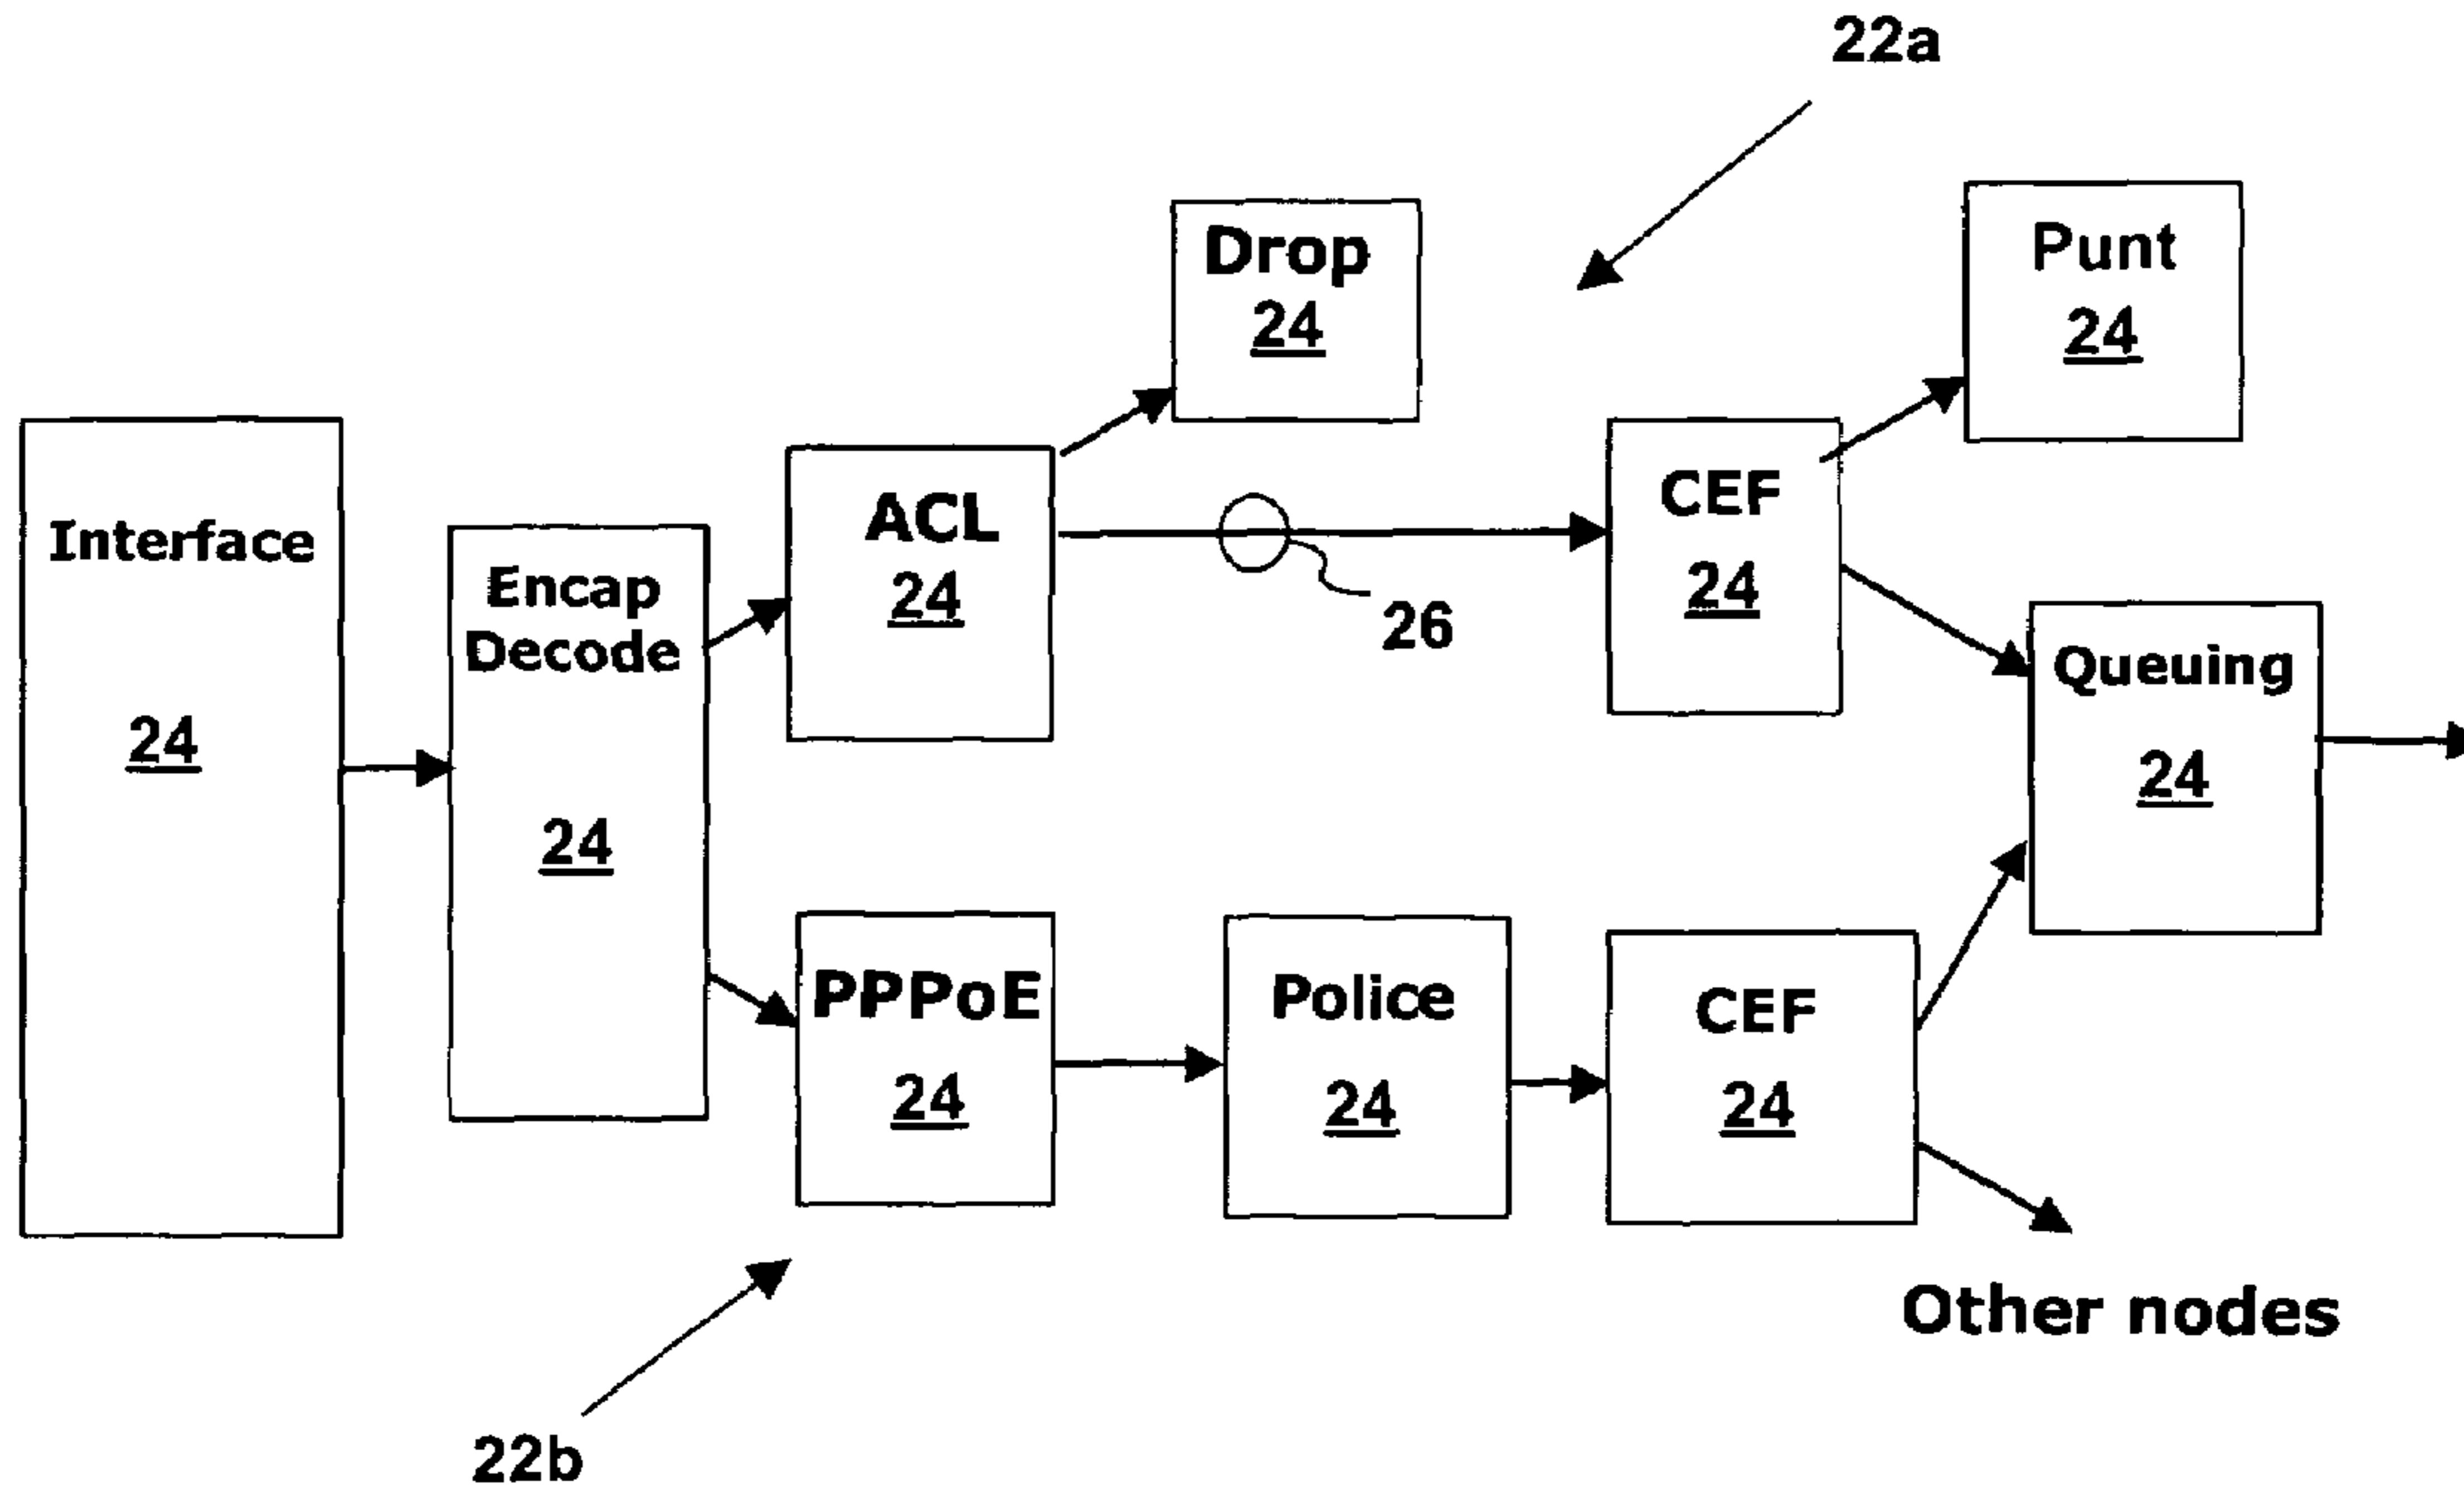 22a
Drop
24
Punt
24
Interface
24
Encap
Decode
24
ACL
24
26
CEF
24
Queuing
24
PPPoE
24
Police
24
CEF
24
Other nodes
22b